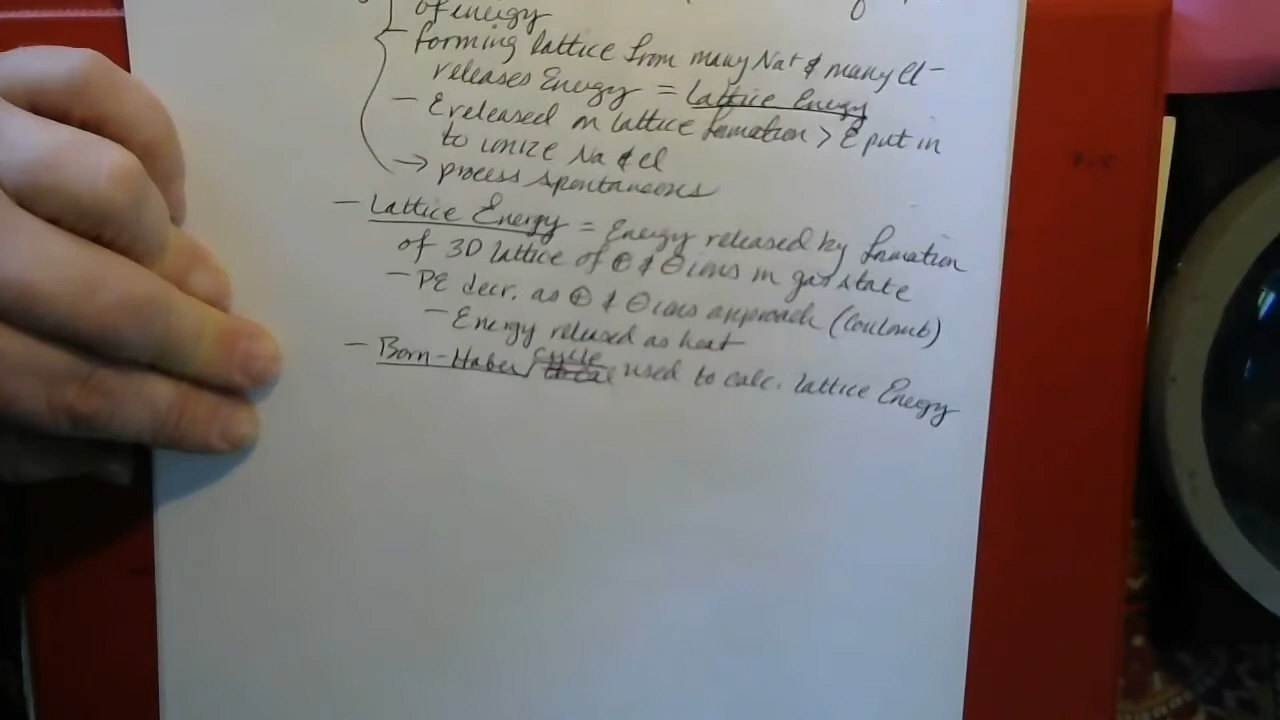 of energy
- forming lattice from many Na+ & many Cl-
releases Energy = Lattice Energy
- E released in lattice formation > E put in
to ionize Na & Cl
→ process spontaneous
- Lattice Energy = Energy released by formation
of 3D lattice of ⊕ & ⊖ ions in gas state
- PE decr. as ⊕ & ⊖ ions approach (Coulomb)
- Energy released as heat
- Born-Haber cycle used to calc. lattice Energy